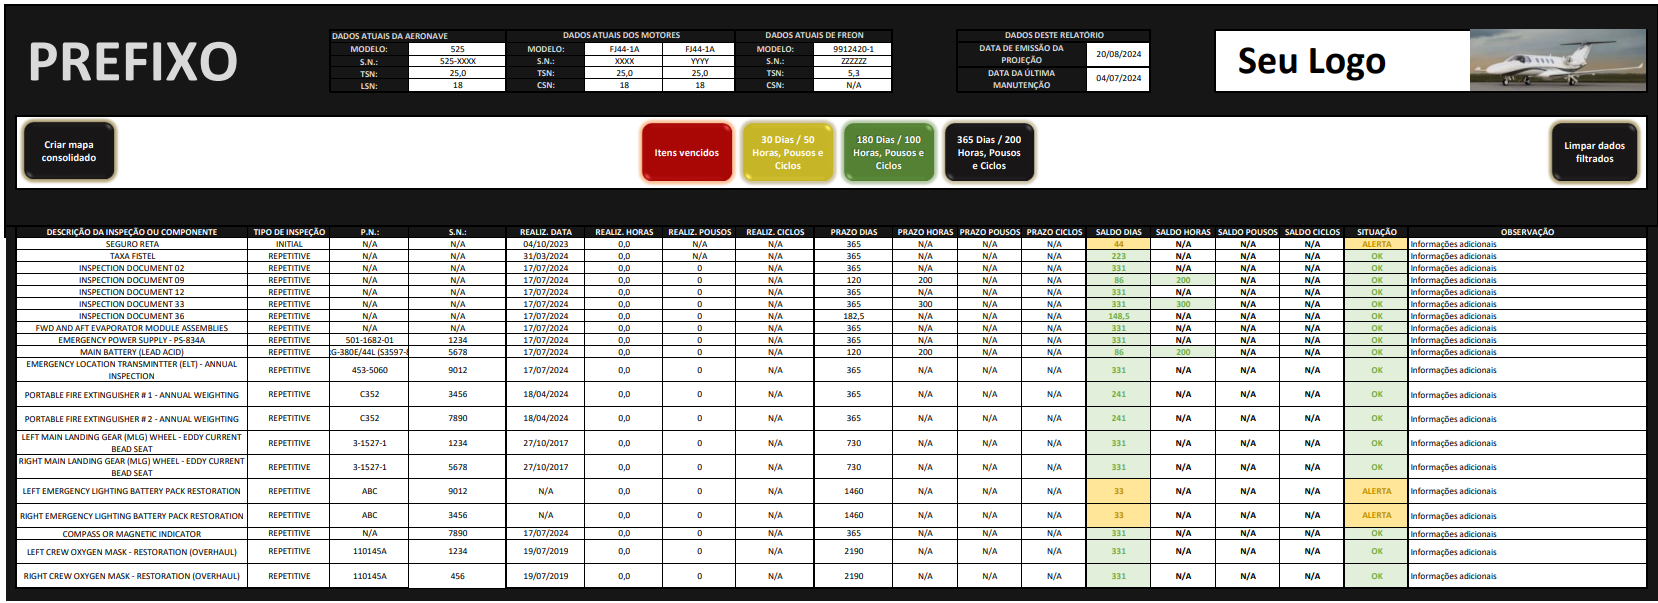 PREFIXO
DADOS ATUAIS DA AERONAVE DADOS ATUAIS DOS MOTORES DADOS ATUAIS DE FREON
MODELO: 525 MODELO: FJ44-1A FJ44-1A MODELO: 9912420-1
S.N.: 525-XXXX S.N.: XXXX YYYY S.N.: ZZZZZZ
TSN: 25,0 TSN: 25,0 25,0 TSN: 5,3
LSN: 18 CSN: 18 18 CSN: N/A
DADOS DESTE RELATÓRIO
DATA DE EMISSÃO DA
PROJEÇÃO
20/08/2024
DATA DA ÚLTIMA
MANUTENÇÃO
04/07/2024
Seu Logo
Criar mapa
consolidado
Itens vencidos
30 Dias / 50
Horas, Pousos e
Ciclos
180 Dias / 100
Horas, Pousos e
Ciclos
365 Dias / 200
Horas, Pousos
e Ciclos
Limpar dados
filtrados
DESCRIÇÃO DA INSPEÇÃO OU COMPONENTE TIPO DE INSPEÇÃO P.N.: S.N.: REALIZ. DATA REALIZ. HORAS REALIZ. POUSOS REALIZ. CICLOS PRAZO DIAS PRAZO HORAS PRAZO POUSOS PRAZO CICLOS SALDO DIAS SALDO HORAS SALDO POUSOS SALDO CICLOS SITUAÇÃO OBSERVAÇÃO
SEGURO RETA INITIAL N/A N/A 04/10/2023 0,0 N/A N/A 365 N/A N/A N/A 44 N/A N/A N/A ALERTA Informações adicionais
TAXA FISTEL REPETITIVE N/A N/A 31/03/2024 0,0 N/A N/A 365 N/A N/A N/A 223 N/A N/A N/A OK Informações adicionais
INSPECTION DOCUMENT 02 REPETITIVE N/A N/A 17/07/2024 0,0 0 N/A 365 N/A N/A N/A 331 N/A N/A N/A OK Informações adicionais
INSPECTION DOCUMENT 09 REPETITIVE N/A N/A 17/07/2024 0,0 0 N/A 120 200 N/A N/A 86 200 N/A N/A OK Informações adicionais
INSPECTION DOCUMENT 12 REPETITIVE N/A N/A 17/07/2024 0,0 0 N/A 365 N/A N/A N/A 331 N/A N/A N/A OK Informações adicionais
INSPECTION DOCUMENT 33 REPETITIVE N/A N/A 17/07/2024 0,0 0 N/A 365 300 N/A N/A 331 300 N/A N/A OK Informações adicionais
INSPECTION DOCUMENT 36 REPETITIVE N/A N/A 17/07/2024 0,0 0 N/A 182,5 N/A N/A N/A 148,5 N/A N/A N/A OK Informações adicionais
FWD AND AFT EVAPORATOR MODULE ASSEMBLIES REPETITIVE N/A N/A 17/07/2024 0,0 0 N/A 365 N/A N/A N/A 331 N/A N/A N/A OK Informações adicionais
EMERGENCY POWER SUPPLY - PS-834A REPETITIVE 501-1682-01 1234 17/07/2024 0,0 0 N/A 365 N/A N/A N/A 331 N/A N/A N/A OK Informações adicionais
MAIN BATTERY (LEAD ACID) REPETITIVE G-380E/44L (S3597- 5678 17/07/2024 0,0 0 N/A 120 200 N/A N/A 86 200 N/A N/A OK Informações adicionais
EMERGENCY LOCATION TRANSMINTTER (ELT) - ANNUAL
INSPECTION REPETITIVE 453-5060 9012 17/07/2024 0,0 0 N/A 365 N/A N/A N/A 331 N/A N/A N/A OK Informações adicionais
PORTABLE FIRE EXTINGUISHER # 1 - ANNUAL WEIGHTING REPETITIVE C352 3456 18/04/2024 0,0 0 N/A 365 N/A N/A N/A 241 N/A N/A N/A OK Informações adicionais
PORTABLE FIRE EXTINGUISHER # 2 - ANNUAL WEIGHTING REPETITIVE C352 7890 18/04/2024 0,0 0 N/A 365 N/A N/A N/A 241 N/A N/A N/A OK Informações adicionais
LEFT MAIN LANDING GEAR (MLG) WHEEL - EDDY CURRENT
BEAD SEAT REPETITIVE 3-1527-1 1234 27/10/2017 0,0 0 N/A 730 N/A N/A N/A 331 N/A N/A N/A OK Informações adicionais
RIGHT MAIN LANDING GEAR (MLG) WHEEL - EDDY CURRENT
BEAD SEAT REPETITIVE 3-1527-1 5678 27/10/2017 0,0 0 N/A 730 N/A N/A N/A 331 N/A N/A N/A OK Informações adicionais
LEFT EMERGENCY LIGHTING BATTERY PACK RESTORATION REPETITIVE ABC 9012 N/A 0,0 0 N/A 1460 N/A N/A N/A 33 N/A N/A N/A ALERTA Informações adicionais
RIGHT EMERGENCY LIGHTING BATTERY PACK RESTORATION REPETITIVE ABC 3456 N/A 0,0 0 N/A 1460 N/A N/A N/A 33 N/A N/A N/A ALERTA Informações adicionais
COMPASS OR MAGNETIC INDICATOR REPETITIVE N/A 7890 17/07/2024 0,0 0 N/A 365 N/A N/A N/A 331 N/A N/A N/A OK Informações adicionais
LEFT CREW OXYGEN MASK - RESTORATION (OVERHAUL) REPETITIVE 110145A 1234 19/07/2019 0,0 0 N/A 2190 N/A N/A N/A 331 N/A N/A N/A OK Informações adicionais
RIGHT CREW OXYGEN MASK - RESTORATION (OVERHAUL) REPETITIVE 110145A 456 19/07/2019 0,0 0 N/A 2190 N/A N/A N/A 331 N/A N/A N/A OK Informações adicionais